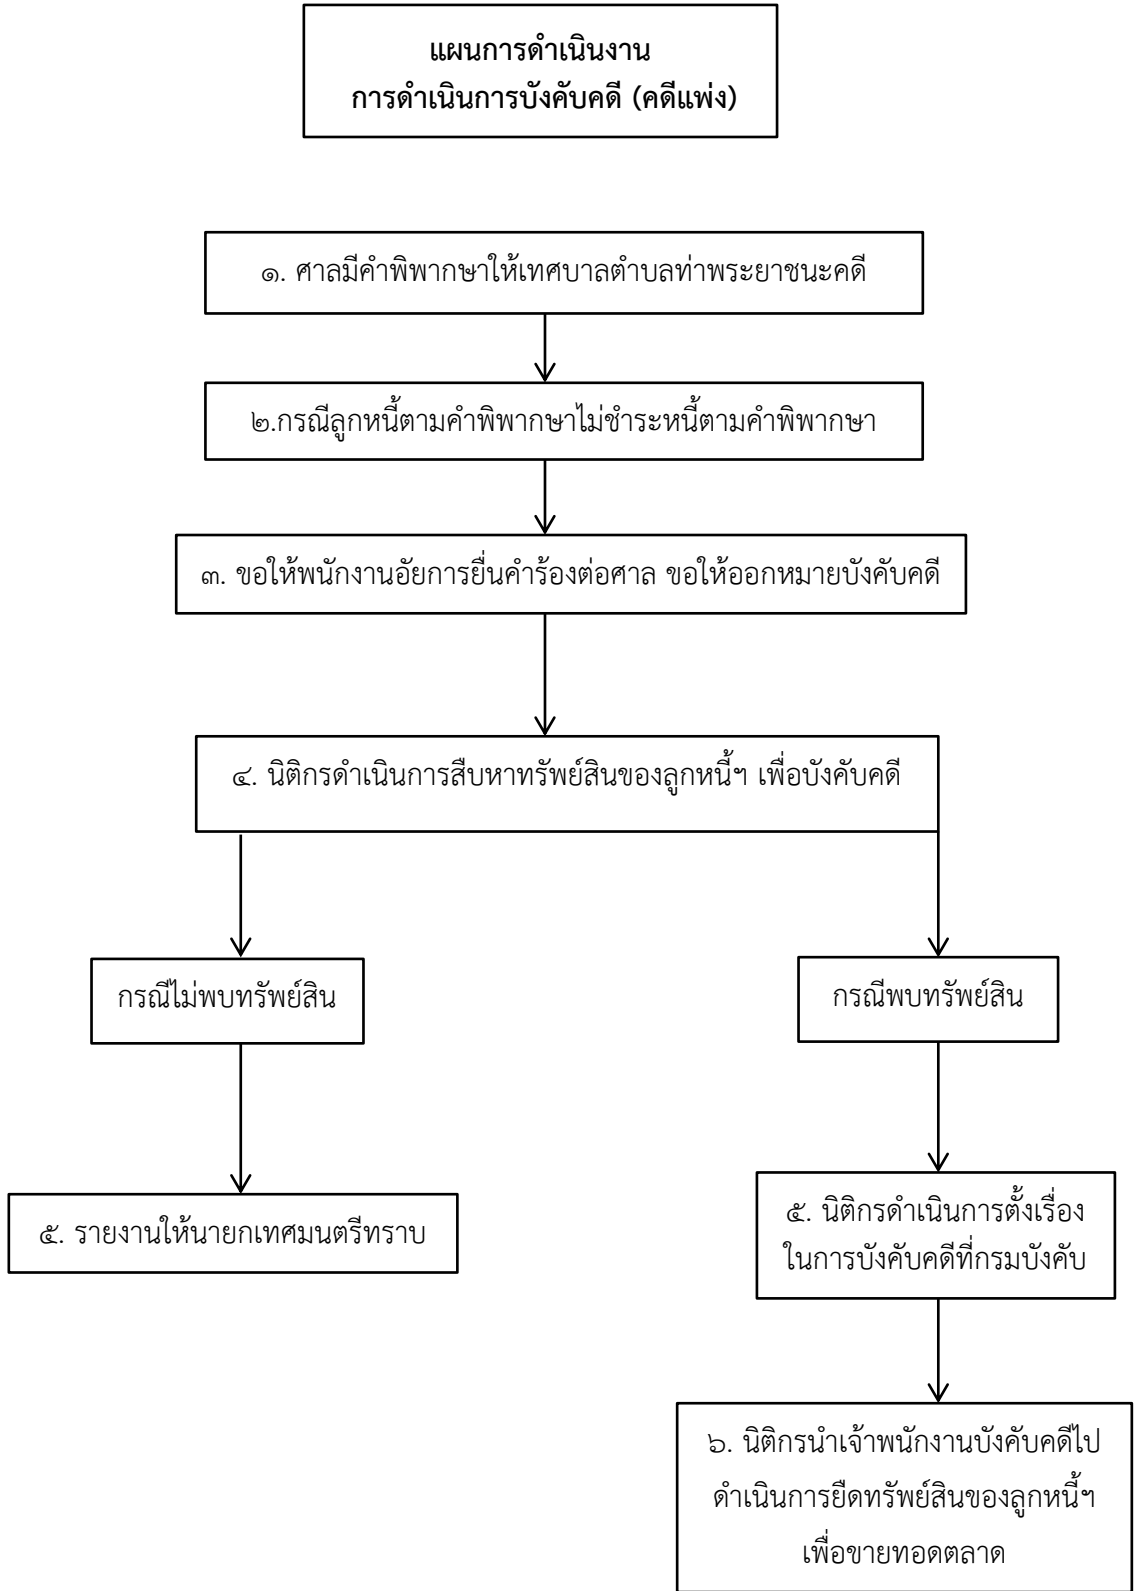 แผนการดำเนินงาน
การดำเนินการบังคับคดี (คดีแพ่ง)
๑. ศาลมีคำพิพากษาให้เทศบาลตำบลท่าพระยาชนะคดี
๒.กรณีลูกหนี้ตามคำพิพากษาไม่ชำระหนี้ตามคำพิพากษา
๓. ขอให้พนักงานอัยการยื่นคำร้องต่อศาล ขอให้ออกหมายบังคับคดี
๔. นิติกรดำเนินการสืบหาทรัพย์สินของลูกหนี้ฯ เพื่อบังคับคดี
กรณีไม่พบทรัพย์สิน
๕. รายงานให้นายกเทศมนตรีทราบ
กรณีพบทรัพย์สิน
๕. นิติกรดำเนินการตั้งเรื่อง
ในการบังคับคดีที่กรมบังคับ
๖. นิติกรนำเจ้าพนักงานบังคับคดีไป
ดำเนินการยืดทรัพย์สินของลูกหนี้ฯ
เพื่อขายทอดตลาด